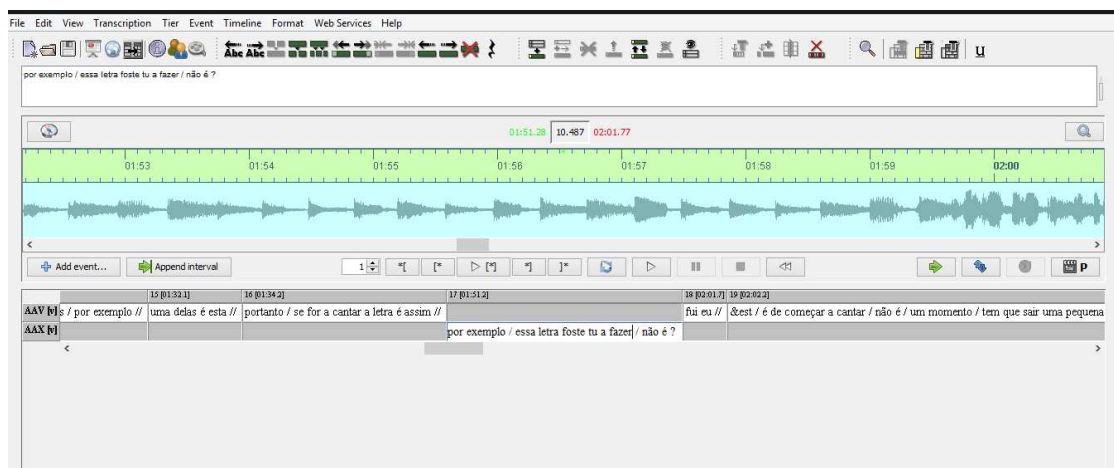 File Edit View Transcription Tier Event Timeline Format Web Services Help
Abc Abc u
por exemplo / essa letra foste tu a fazer / não é ?
01:51.28 10.487 02:01.77
01:53 01:54 01:55 01:56 01:57 01:58 01:59 02:00
Add event... Append interval 1 *[ [* [*] *] ]* P
15 [01:32.1] 16 [01:34.2] 17 [01:51.2] 18 [02:01.7] 19 [02:02.2]
AAV [v] s / por exemplo // uma delas é esta // portanto / se for a cantar a letra é assim // fui eu // &est / é de começar a cantar / não é / um momento / tem que sair uma pequena
AAX [v] por exemplo / essa letra foste tu a fazer / não é ?